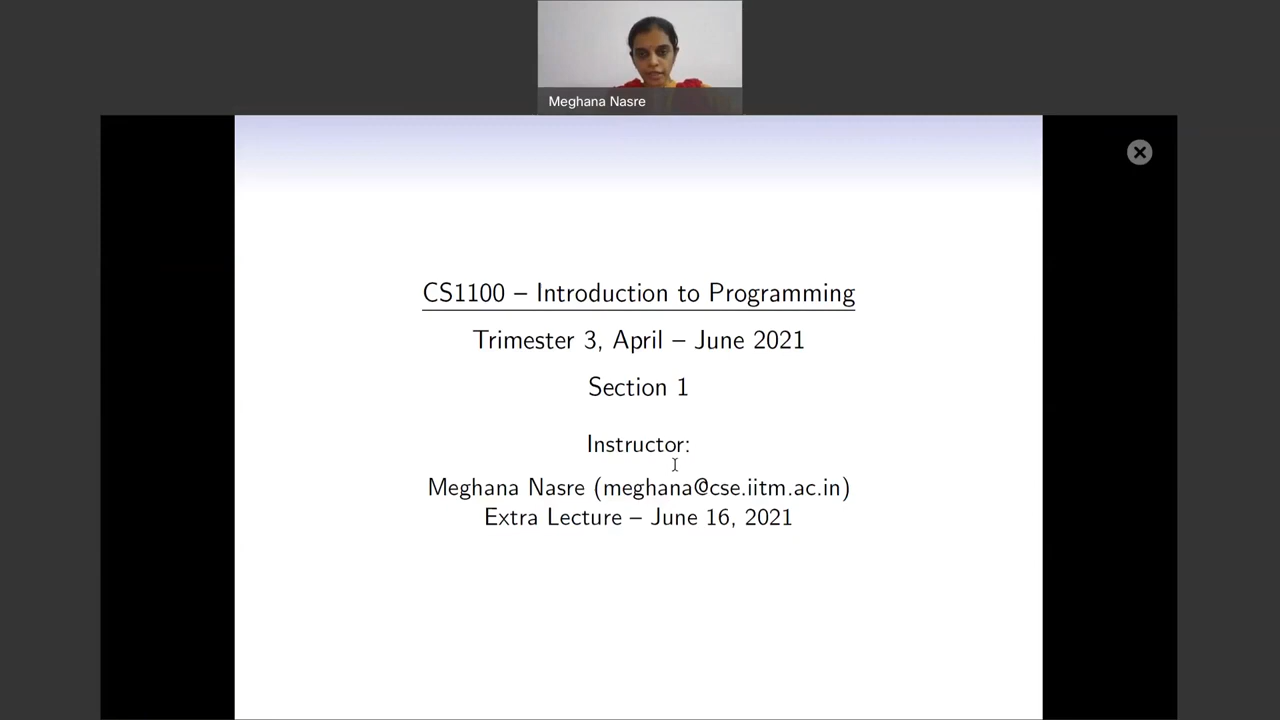 Meghana Nasre
CS1100 – Introduction to Programming
Trimester 3, April – June 2021
Section 1
Instructor:
Meghana Nasre (meghana@cse.iitm.ac.in)
Extra Lecture – June 16, 2021